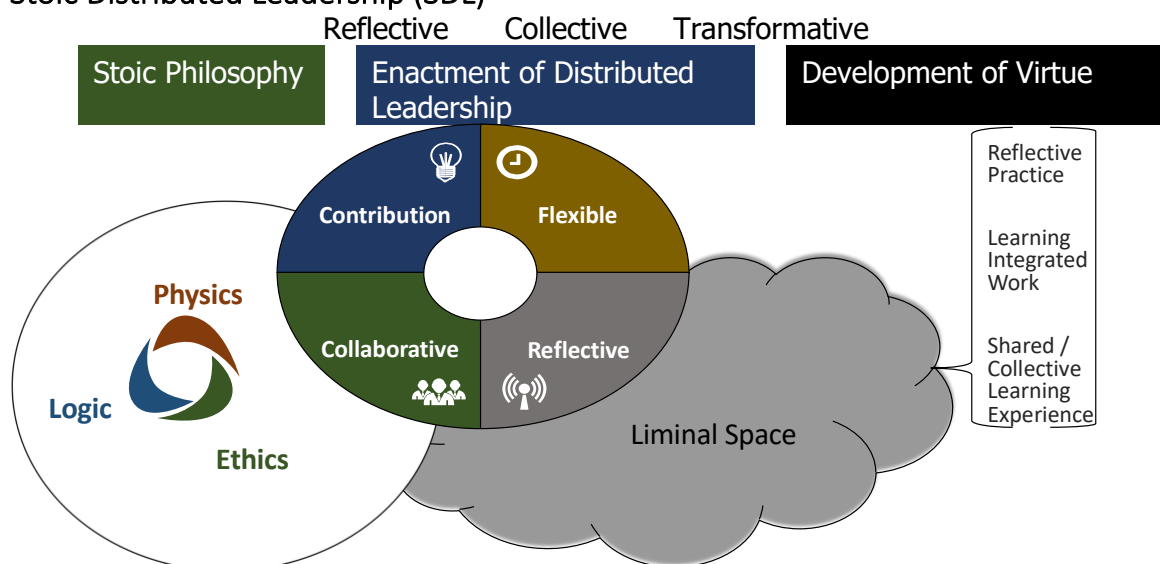 Stoic Distributed Leadership (SDL)
Reflective Collective Transformative
Stoic Philosophy
Enactment of Distributed
Leadership
Development of Virtue
Contribution
Flexible
Collaborative
Reflective
Physics
Logic
Ethics
Liminal Space
Reflective
Practice
Learning
Integrated
Work
Shared /
Collective
Learning
Experience